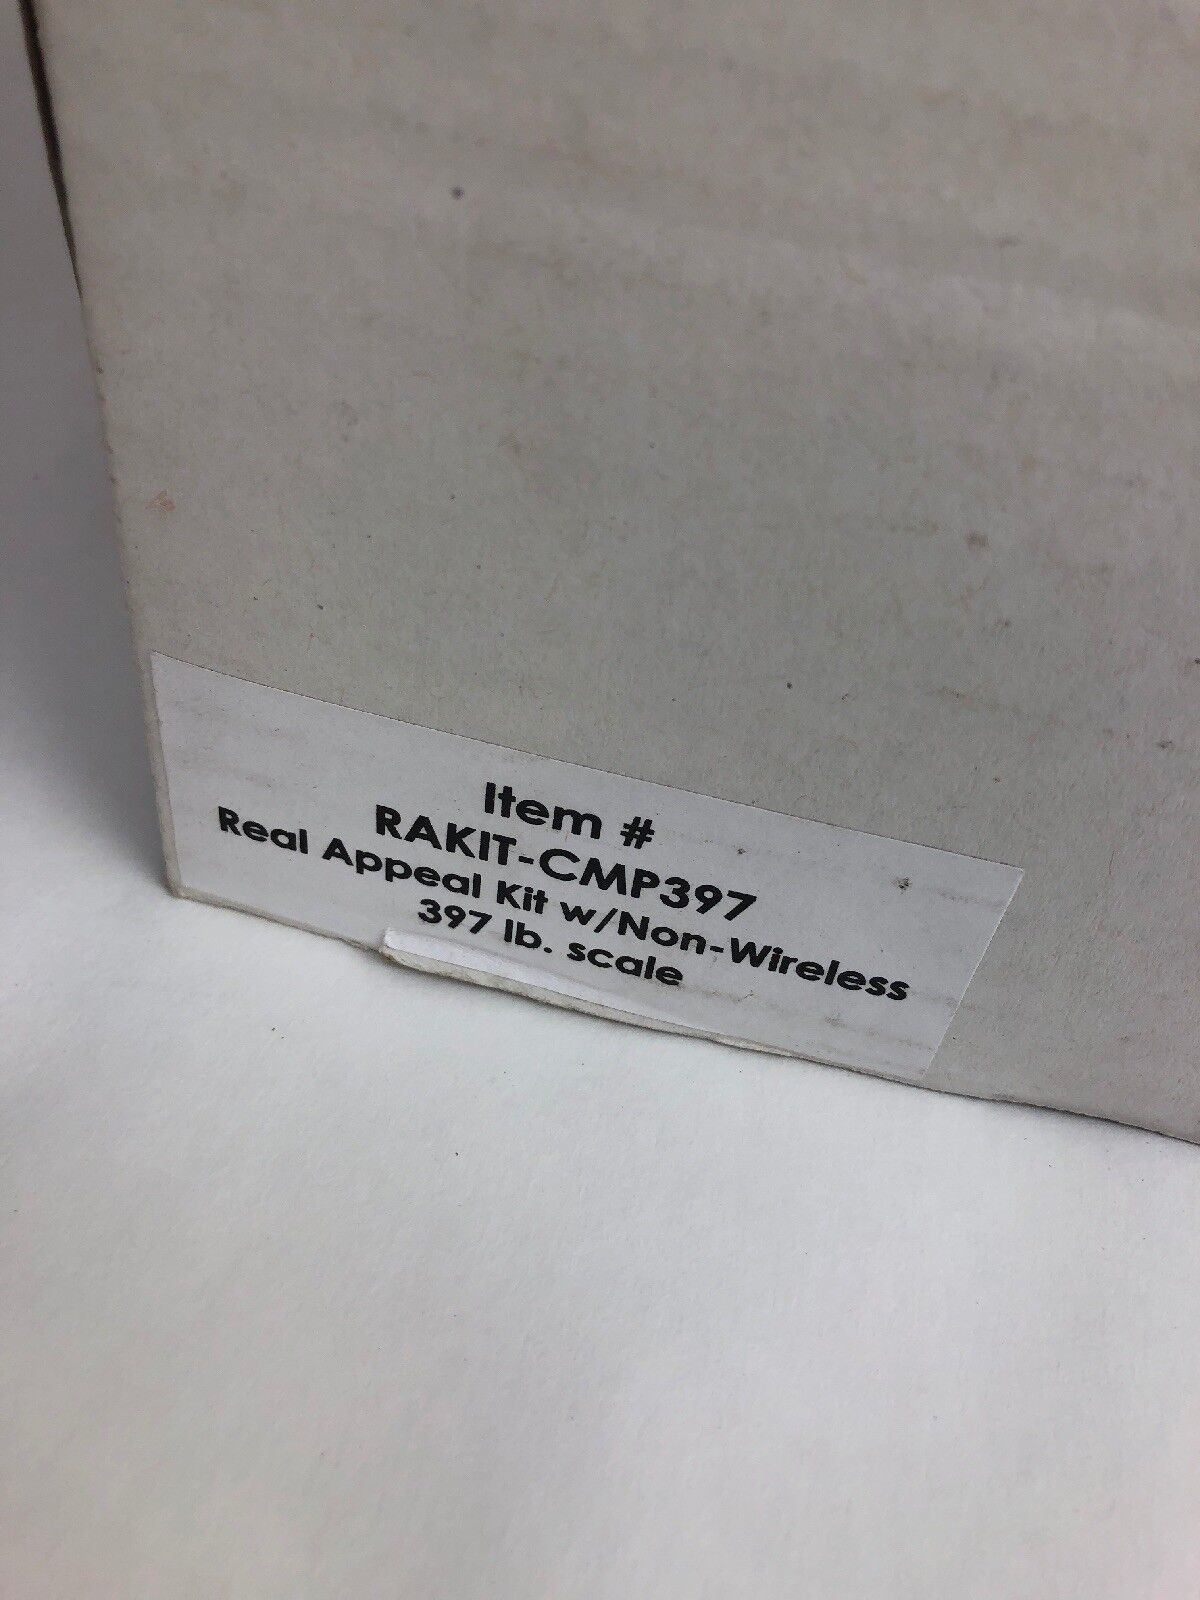 Item #
RAKIT-CMP397
Real Appeal Kit w/Non-Wireless
397 lb. scale